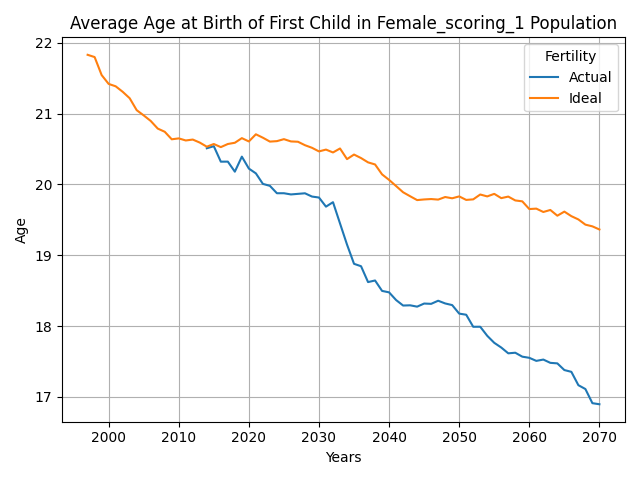 Average Age at Birth of First Child in Female_scoring_1 Population
Fertility
Actual
Ideal
22
21
20
19
18
17
Age
2000 2010 2020 2030 2040 2050 2060 2070
Years